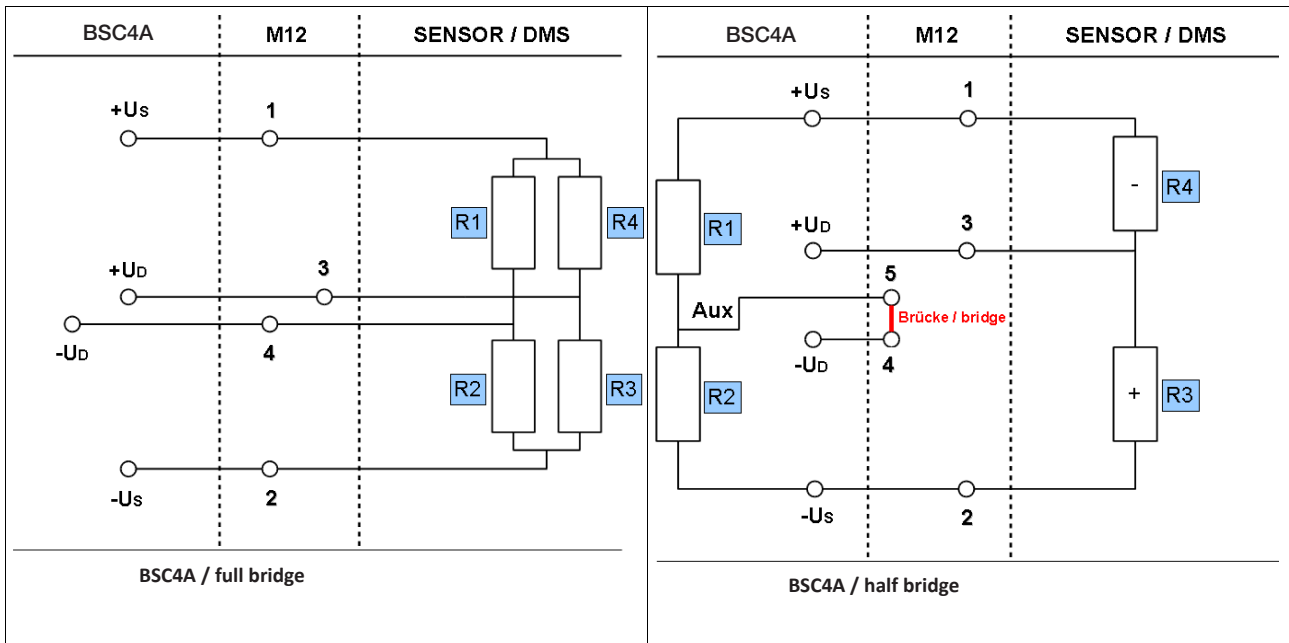 BSC4A M12 SENSOR / DMS
+US
1
R1 R4
+UD
3
-UD
4
R2 R3
-US
2
BSC4A / full bridge
BSC4A M12 SENSOR / DMS
+US
1
-
R4
R1
+UD
3
5
Aux
Brücke / bridge
-UD
4
R2
+
R3
-US
2
BSC4A / half bridge